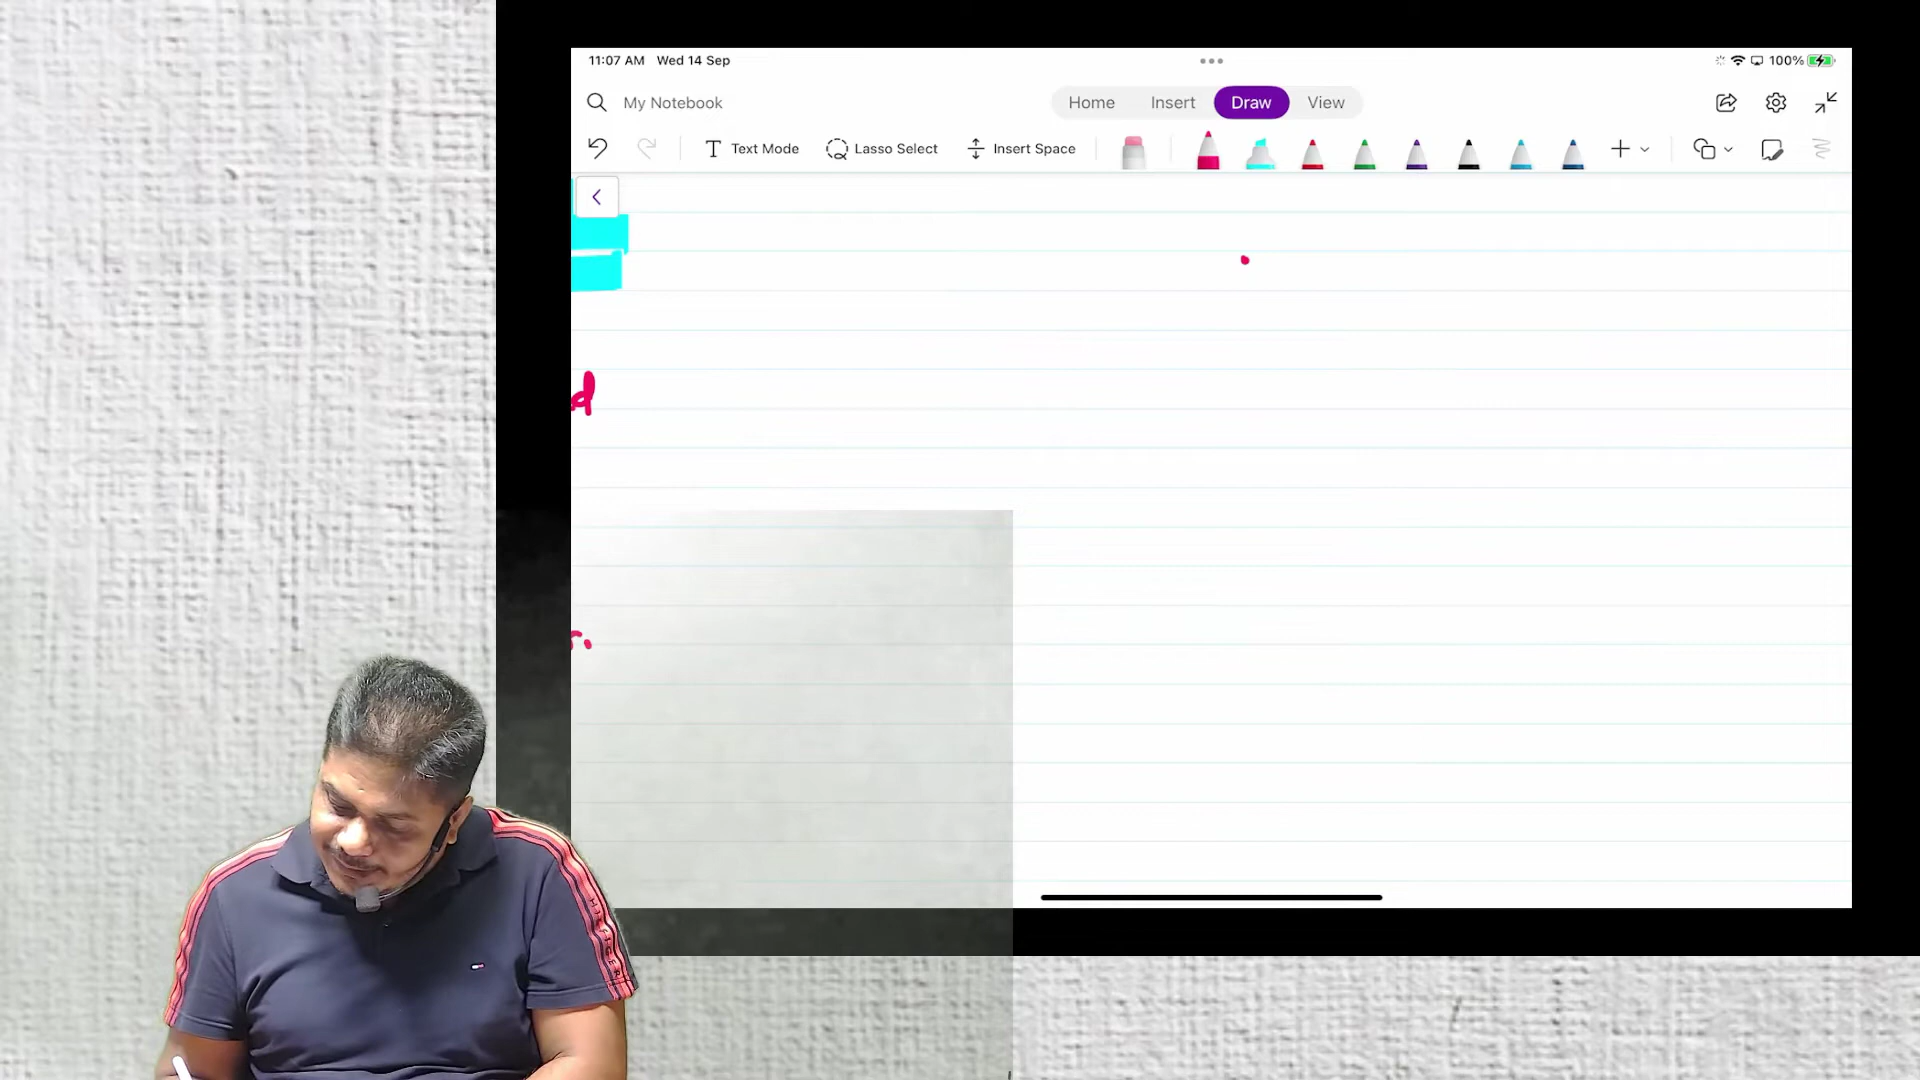 11:07 AM Wed 14 Sep
100%
My Notebook
Home Insert Draw View
Text Mode Lasso Select Insert Space
d
HILFIGER